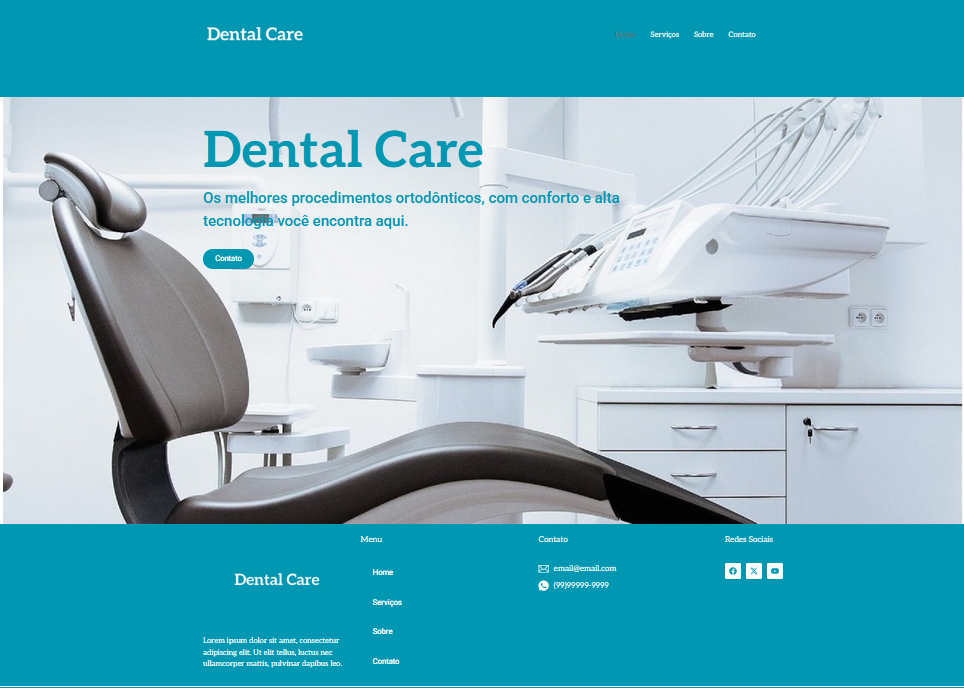 Dental Care
Home Serviços Sobre Contato
Dental Care
Os melhores procedimentos ortodônticos, com conforto e alta
tecnologia você encontra aqui.
Contato
Dental Care
Lorem ipsum dolor sit amet, consectetur
adipiscing elit. Ut elit tellus, luctus nec
ullamcorper mattis, pulvinar dapibus leo.
Menu
Home
Serviços
Sobre
Contato
Contato
email@email.com
(99)99999-9999
Redes Sociais